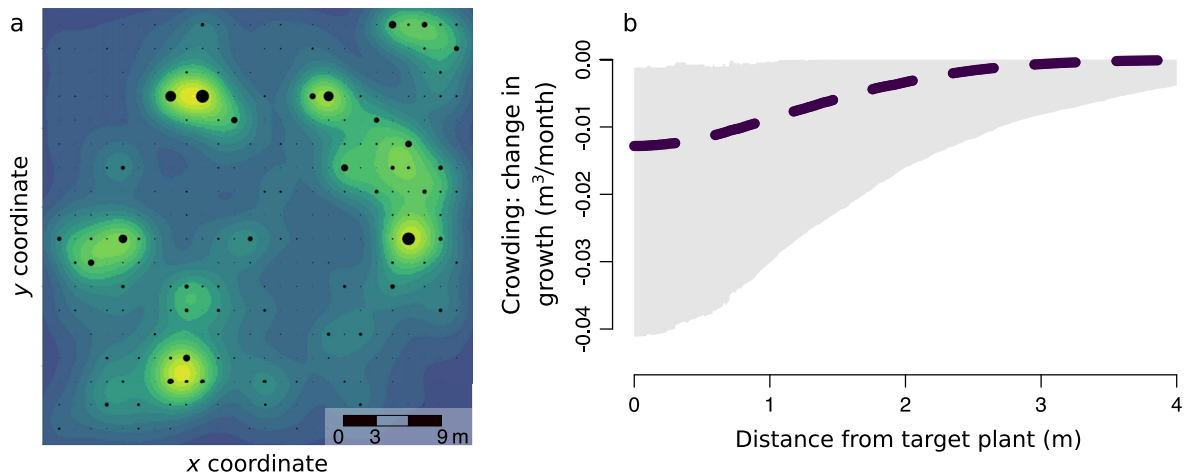 a
y coordinate
x coordinate
0 3 9 m
b
Crowding: change in
growth (m³/month)
0.00
-0.01
-0.02
-0.03
-0.04
0 1 2 3 4
Distance from target plant (m)